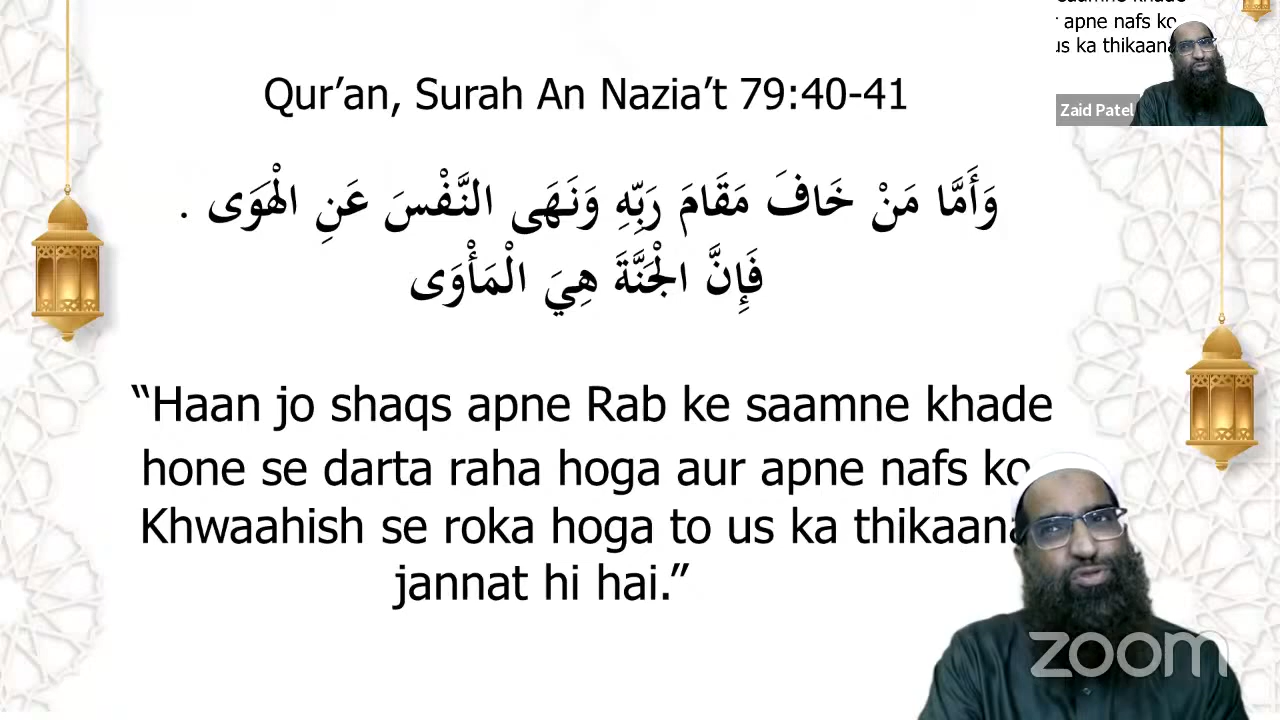 saamne khade
apne nafs ko
us ka thikaana
Zaid Patel
Qur’an, Surah An Nazia’t 79:40-41
وَأَمَّا مَنْ خَافَ مَقَامَ رَبِّهِ وَنَهَى النَّفْسَ عَنِ الْهَوَى .
فَإِنَّ الْجَنَّةَ هِيَ الْمَأْوَى
“Haan jo shaqs apne Rab ke saamne khade
hone se darta raha hoga aur apne nafs ko
Khwaahish se roka hoga to us ka thikaana
jannat hi hai.”
zoom